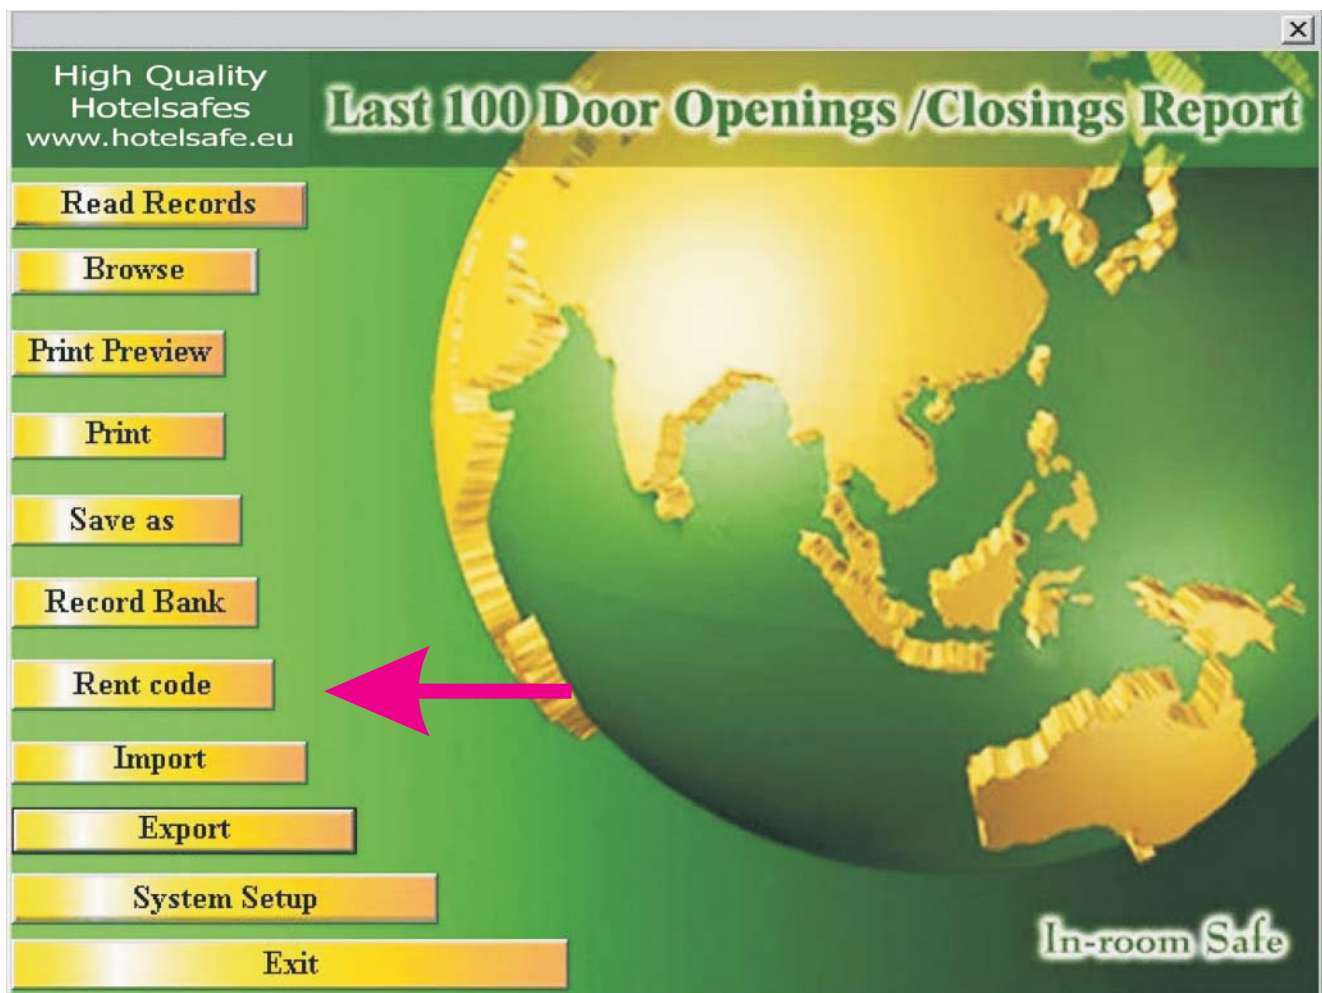 High Quality
Hotelsafes
www.hotelsafe.eu
Last 100 Door Openings /Closings Report
Read Records
Browse
Print Preview
Print
Save as
Record Bank
Rent code
Import
Export
System Setup
Exit
In-room Safe